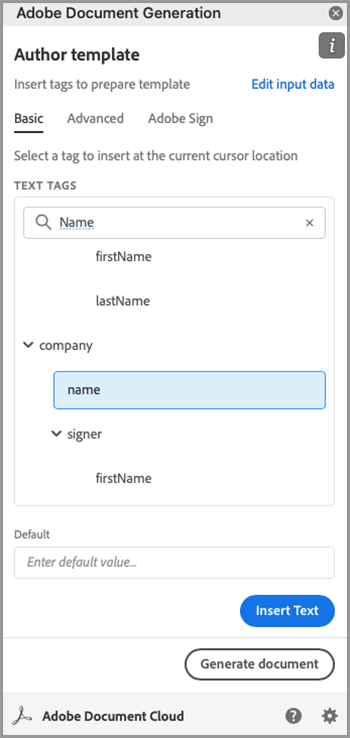 Adobe Document Generation
Author template
Insert tags to prepare template Edit input data
Basic Advanced Adobe Sign
Select a tag to insert at the current cursor location
TEXT TAGS
Name
firstName
lastName
company
name
signer
firstName
Default
Enter default value...
Insert Text
Generate document
Adobe Document Cloud